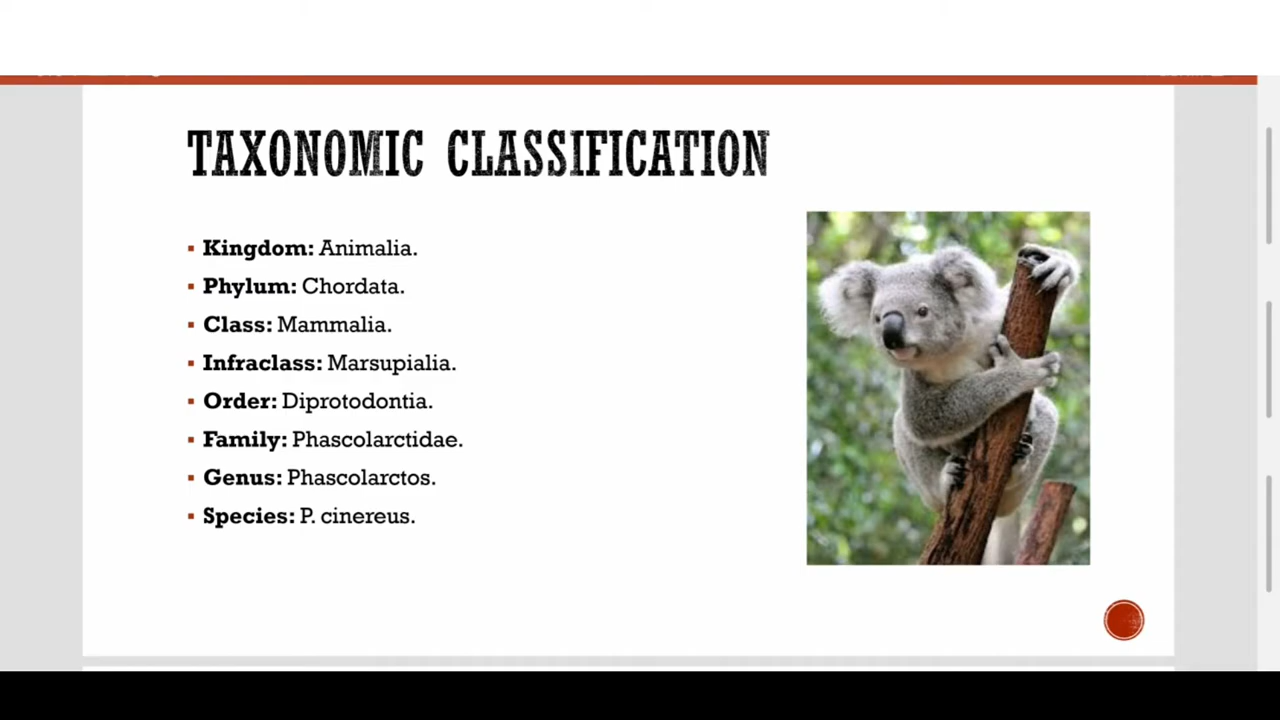 TAXONOMIC CLASSIFICATION
Kingdom: Animalia.
Phylum: Chordata.
Class: Mammalia.
Infraclass: Marsupialia.
Order: Diprotodontia.
Family: Phascolarctidae.
Genus: Phascolarctos.
Species: P. cinereus.